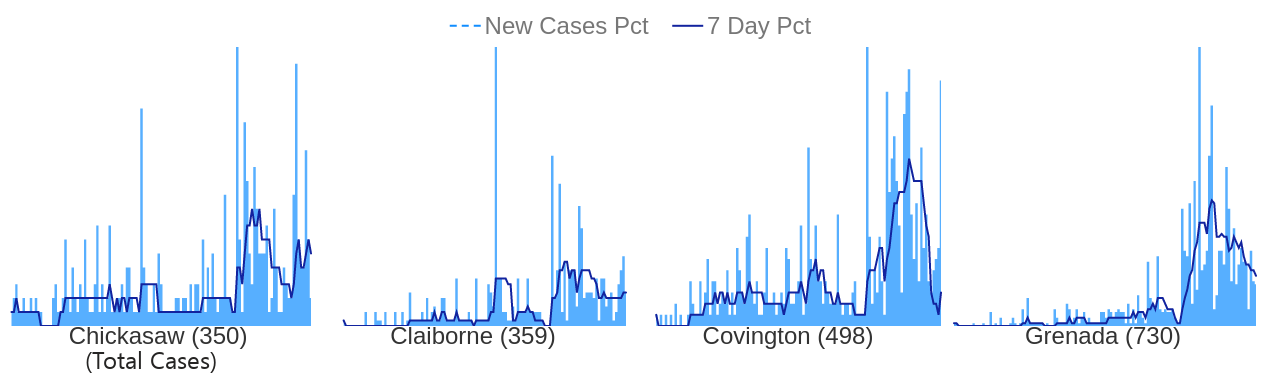 New Cases Pct 7 Day Pct
Chickasaw (350) Claiborne (359) Covington (498) Grenada (730)
(Total Cases)